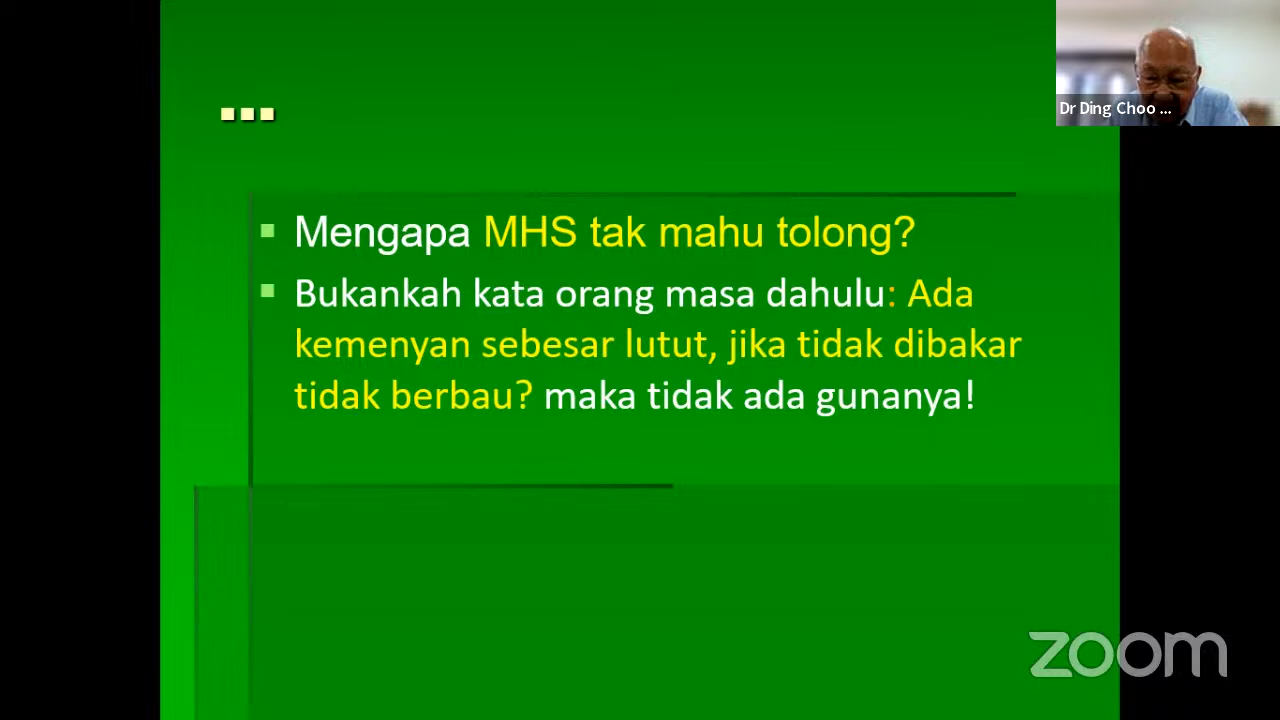 ...
Dr Ding Choo ...
Mengapa MHS tak mahu tolong?
Bukankah kata orang masa dahulu: Ada
kemenyan sebesar lutut, jika tidak dibakar
tidak berbau? maka tidak ada gunanya!
zoom